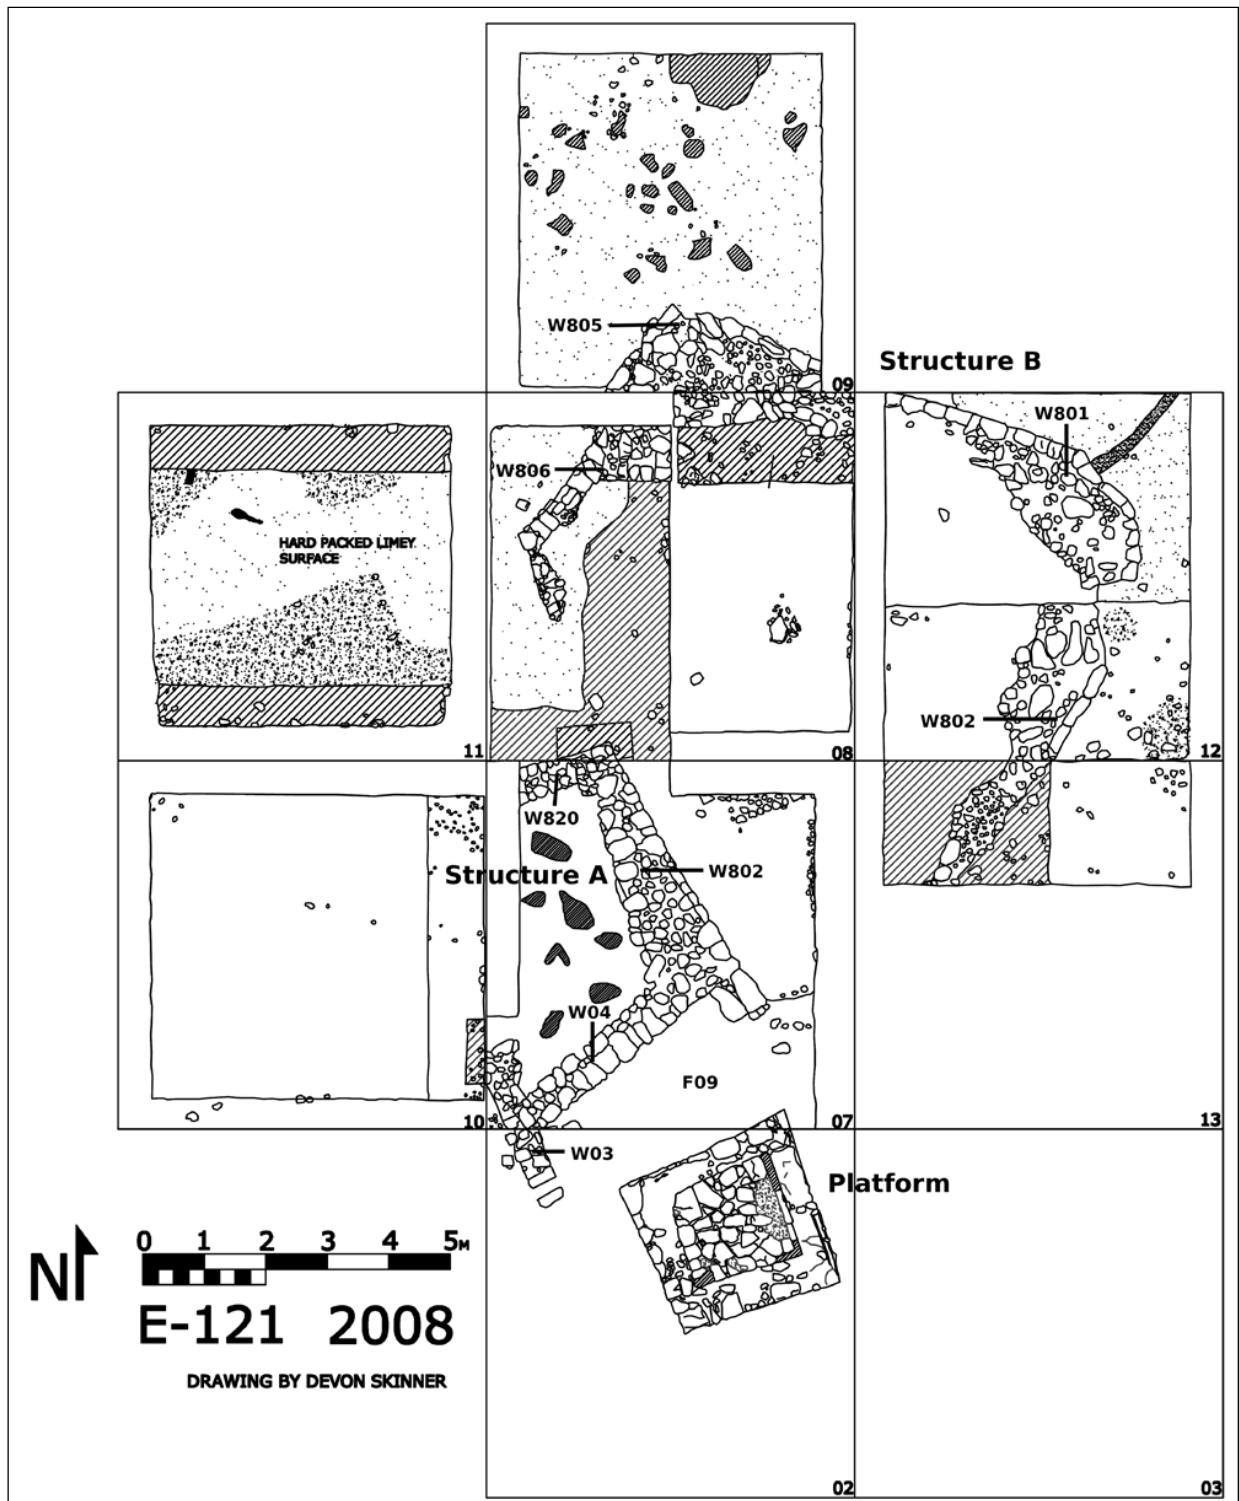 W805
09
Structure B
W801
W806
HARD PACKED LIMEY
SURFACE
W802
11
08
12
W820
Structure A
W802
W04
F09
10
07
13
W03
Platform
N
0 1 2 3 4 5M
E-121 2008
DRAWING BY DEVON SKINNER
02
03